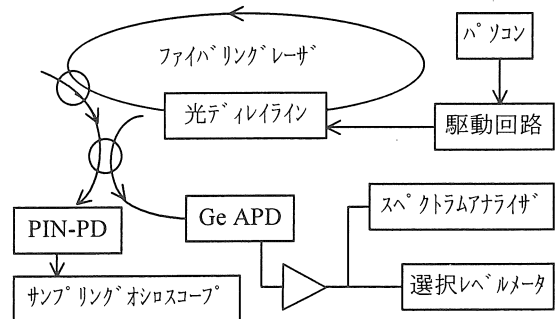 パソコン
ファイバリングレーザ
光ディレイライン
駆動回路
スペクトラムアナライザ
PIN-PD
Ge APD
選択レベルメータ
サンプリングオシロスコープ